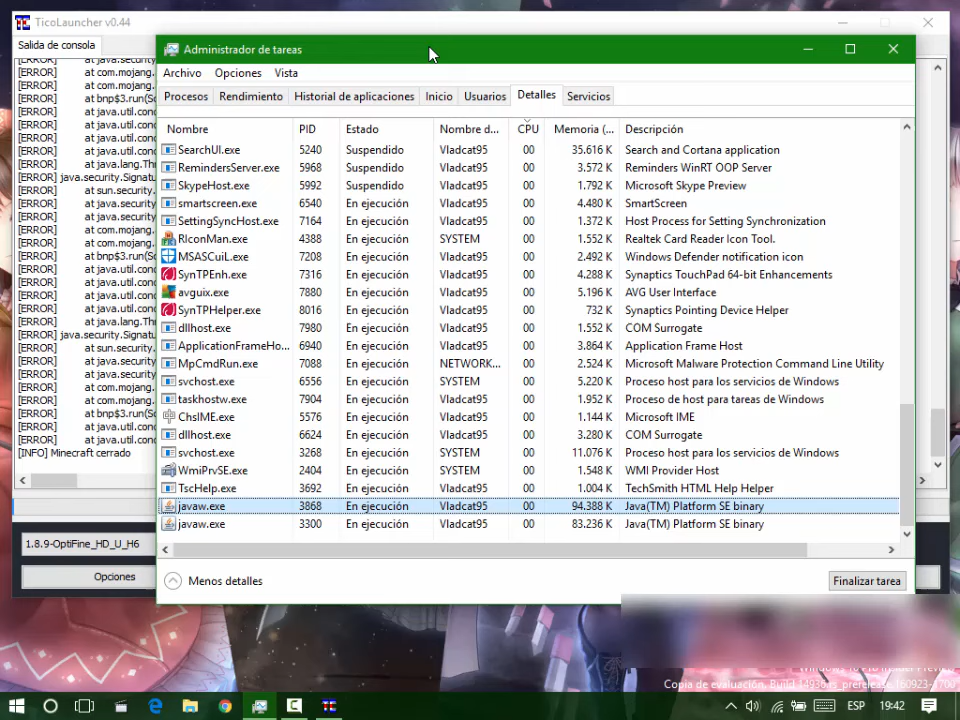 TicoLauncher v0.44
Salida de consola
[ERROR] at com.mojang.
[ERROR] at bnp$3.run(Sc
[ERROR] at java.util.conc
[ERROR] at java.util.conc
[ERROR] at java.util.conc
[ERROR] at java.util.conc
[ERROR] at java.lang.Thr
[ERROR] java.security.Signatu
[ERROR] at sun.security.
[ERROR] at java.security.
[ERROR] at java.security.
[ERROR] at com.mojang.
[ERROR] at com.mojang.
[ERROR] at bnp$3.run(Sc
[ERROR] at java.util.conc
[ERROR] at java.util.conc
[ERROR] at java.util.conc
[ERROR] at java.util.conc
[ERROR] at java.lang.Thr
[ERROR] java.security.Signatu
[ERROR] at sun.security.
[ERROR] at java.security.
[ERROR] at java.security.
[ERROR] at com.mojang.
[ERROR] at com.mojang.
[ERROR] at bnp$3.run(Sc
[ERROR] at java.util.conc
[ERROR] at java.util.conc
[INFO] Minecraft cerrado
1.8.9-OptiFine_HD_U_H6
Opciones
Administrador de tareas
Archivo Opciones Vista
Procesos Rendimiento Historial de aplicaciones Inicio Usuarios Detalles Servicios
Nombre PID Estado Nombre d... CPU Memoria (... Descripción
SearchUI.exe 5240 Suspendido Vladcat95 00 35.616 K Search and Cortana application
RemindersServer.exe 5968 Suspendido Vladcat95 00 3.572 K Reminders WinRT OOP Server
SkypeHost.exe 5992 Suspendido Vladcat95 00 1.792 K Microsoft Skype Preview
smartscreen.exe 6540 En ejecución Vladcat95 00 4.480 K SmartScreen
SettingSyncHost.exe 7164 En ejecución Vladcat95 00 1.372 K Host Process for Setting Synchronization
RIconMan.exe 4388 En ejecución SYSTEM 00 1.552 K Realtek Card Reader Icon Tool.
MSASCuiL.exe 7208 En ejecución Vladcat95 00 2.492 K Windows Defender notification icon
SynTPEnh.exe 7316 En ejecución Vladcat95 00 4.288 K Synaptics TouchPad 64-bit Enhancements
avguix.exe 7880 En ejecución Vladcat95 00 5.196 K AVG User Interface
SynTPHelper.exe 8016 En ejecución Vladcat95 00 732 K Synaptics Pointing Device Helper
dllhost.exe 7980 En ejecución Vladcat95 00 1.552 K COM Surrogate
ApplicationFrameHo... 6940 En ejecución Vladcat95 00 3.864 K Application Frame Host
MpCmdRun.exe 7088 En ejecución NETWORK... 00 2.524 K Microsoft Malware Protection Command Line Utility
svchost.exe 6556 En ejecución SYSTEM 00 5.220 K Proceso host para los servicios de Windows
taskhostw.exe 7904 En ejecución Vladcat95 00 1.952 K Proceso de host para tareas de Windows
ChsIME.exe 5576 En ejecución Vladcat95 00 1.144 K Microsoft IME
dllhost.exe 6624 En ejecución Vladcat95 00 3.280 K COM Surrogate
svchost.exe 3268 En ejecución SYSTEM 00 11.076 K Proceso host para los servicios de Windows
WmiPrvSE.exe 2404 En ejecución SYSTEM 00 1.548 K WMI Provider Host
TscHelp.exe 3692 En ejecución Vladcat95 00 1.004 K TechSmith HTML Help Helper
javaw.exe 3868 En ejecución Vladcat95 00 94.388 K Java(TM) Platform SE binary
javaw.exe 3300 En ejecución Vladcat95 00 83.236 K Java(TM) Platform SE binary
Menos detalles
Finalizar tarea
Copia de evaluación. Build 14936.rs_prerelease.160923-1700
ESP 19:42